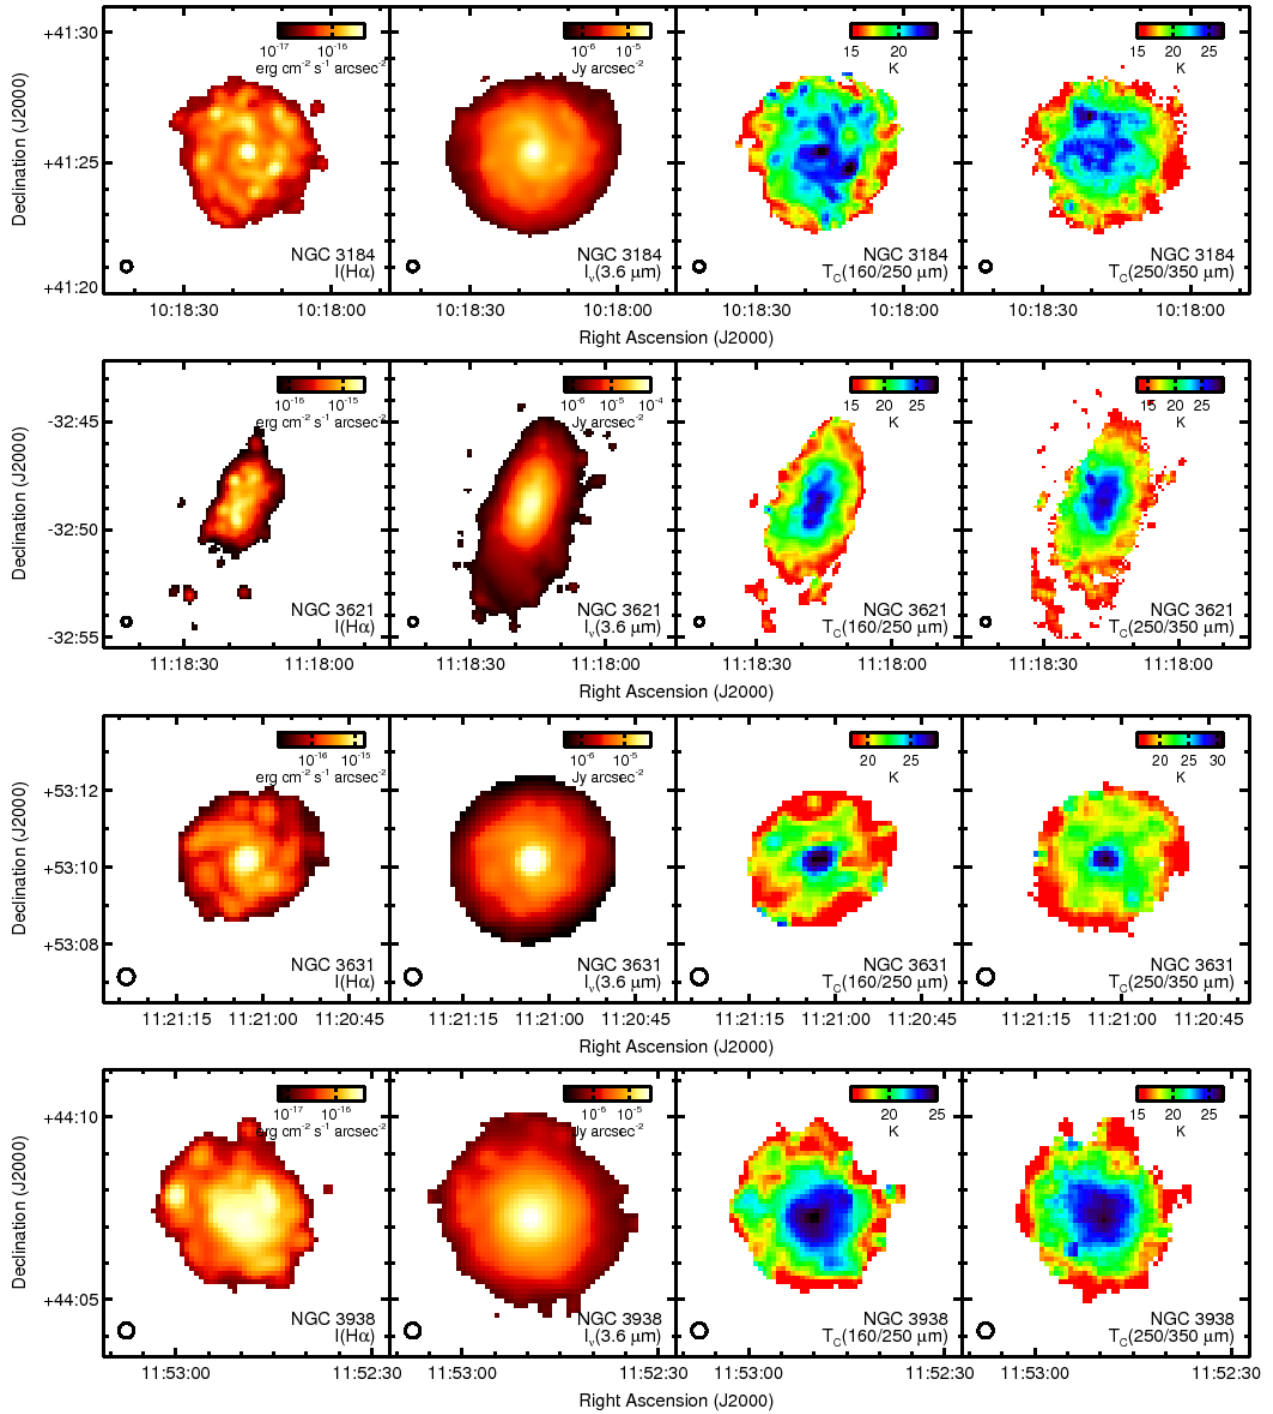 +41:30
+41:25
+41:20
Declination (J2000)
10⁻¹⁷ 10⁻¹⁶
erg cm⁻² s⁻¹ arcsec⁻²
NGC 3184
I(Hα)
10⁻⁶ 10⁻⁵
Jy arcsec⁻²
NGC 3184
Iᵥ(3.6 μm)
15 20
K
NGC 3184
T_C(160/250 μm)
15 20 25
K
NGC 3184
T_C(250/350 μm)
10:18:30 10:18:00 10:18:30 10:18:00 10:18:30 10:18:00 10:18:30 10:18:00
Right Ascension (J2000)
-32:45
-32:50
-32:55
Declination (J2000)
10⁻¹⁶ 10⁻¹⁵
erg cm⁻² s⁻¹ arcsec⁻²
NGC 3621
I(Hα)
10⁻⁶ 10⁻⁵ 10⁻⁴
Jy arcsec⁻²
NGC 3621
Iᵥ(3.6 μm)
15 20 25
K
NGC 3621
T_C(160/250 μm)
15 20 25
K
NGC 3621
T_C(250/350 μm)
11:18:30 11:18:00 11:18:30 11:18:00 11:18:30 11:18:00 11:18:30 11:18:00
Right Ascension (J2000)
+53:12
+53:10
+53:08
Declination (J2000)
10⁻¹⁶ 10⁻¹⁵
erg cm⁻² s⁻¹ arcsec⁻²
NGC 3631
I(Hα)
10⁻⁶ 10⁻⁵
Jy arcsec⁻²
NGC 3631
Iᵥ(3.6 μm)
20 25
K
NGC 3631
T_C(160/250 μm)
20 25 30
K
NGC 3631
T_C(250/350 μm)
11:21:15 11:21:00 11:20:45 11:21:15 11:21:00 11:20:45 11:21:15 11:21:00 11:20:45 11:21:15 11:21:00 11:20:45
Right Ascension (J2000)
+44:10
+44:05
Declination (J2000)
10⁻¹⁷ 10⁻¹⁶
erg cm⁻² s⁻¹ arcsec⁻²
NGC 3938
I(Hα)
10⁻⁶ 10⁻⁵
Jy arcsec⁻²
NGC 3938
Iᵥ(3.6 μm)
20 25
K
NGC 3938
T_C(160/250 μm)
15 20 25
K
NGC 3938
T_C(250/350 μm)
11:53:00 11:52:30 11:53:00 11:52:30 11:53:00 11:52:30 11:53:00 11:52:30
Right Ascension (J2000)